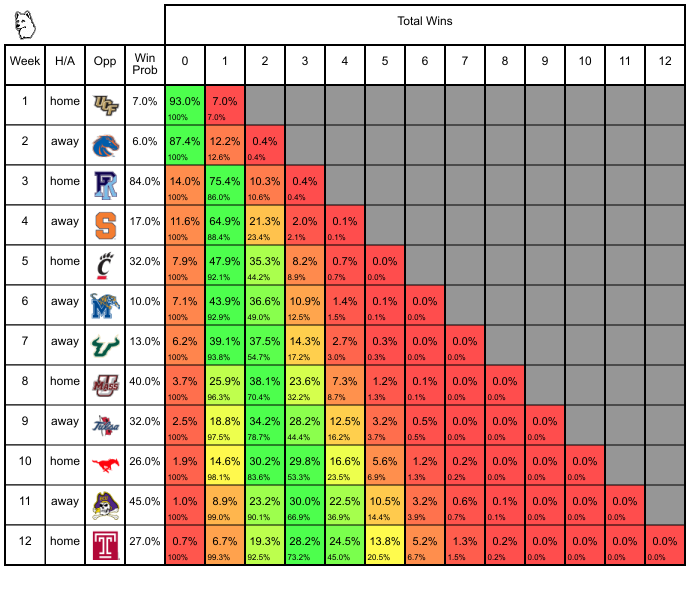 Total Wins
Week H/A Opp Win Prob 0 1 2 3 4 5 6 7 8 9 10 11 12
1 home UCF 7.0% 93.0% 7.0%
100% 7.0%
2 away 6.0% 87.4% 12.2% 0.4%
100% 12.6% 0.4%
3 home R 84.0% 14.0% 75.4% 10.3% 0.4%
100% 86.0% 10.6% 0.4%
4 away S 17.0% 11.6% 64.9% 21.3% 2.0% 0.1%
100% 88.4% 23.4% 2.1% 0.1%
5 home C 32.0% 7.9% 47.9% 35.3% 8.2% 0.7% 0.0%
100% 92.1% 44.2% 8.9% 0.7% 0.0%
6 away M 10.0% 7.1% 43.9% 36.6% 10.9% 1.4% 0.1% 0.0%
100% 92.9% 49.0% 12.5% 1.5% 0.1% 0.0%
7 away 13.0% 6.2% 39.1% 37.5% 14.3% 2.7% 0.3% 0.0% 0.0%
100% 93.8% 54.7% 17.2% 3.0% 0.3% 0.0% 0.0%
8 home UMass 40.0% 3.7% 25.9% 38.1% 23.6% 7.3% 1.2% 0.1% 0.0% 0.0%
100% 96.3% 70.4% 32.2% 8.7% 1.3% 0.1% 0.0% 0.0%
9 away Tulsa 32.0% 2.5% 18.8% 34.2% 28.2% 12.5% 3.2% 0.5% 0.0% 0.0% 0.0%
100% 97.5% 78.7% 44.4% 16.2% 3.7% 0.5% 0.0% 0.0% 0.0%
10 home 26.0% 1.9% 14.6% 30.2% 29.8% 16.6% 5.6% 1.2% 0.2% 0.0% 0.0% 0.0%
100% 98.1% 83.6% 53.3% 23.5% 6.9% 1.3% 0.2% 0.0% 0.0% 0.0%
11 away 45.0% 1.0% 8.9% 23.2% 30.0% 22.5% 10.5% 3.2% 0.6% 0.1% 0.0% 0.0% 0.0%
100% 99.0% 90.1% 66.9% 36.9% 14.4% 3.9% 0.7% 0.1% 0.0% 0.0% 0.0%
12 home T 27.0% 0.7% 6.7% 19.3% 28.2% 24.5% 13.8% 5.2% 1.3% 0.2% 0.0% 0.0% 0.0% 0.0%
100% 99.3% 92.5% 73.2% 45.0% 20.5% 6.7% 1.5% 0.2% 0.0% 0.0% 0.0% 0.0%